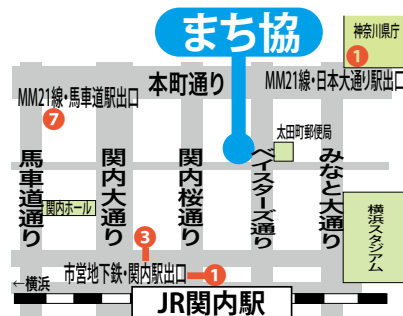 まち協
神奈川県庁
1
本町通り
MM21線・日本大通り駅出口
MM21線・馬車道駅出口
7
太田町郵便局
馬車道通り
関内大通り
関内桜通り
ベイスターズ通り
みなと大通り
関内ホール
横浜スタジアム
3
市営地下鉄・関内駅出口
1
←横浜
JR関内駅